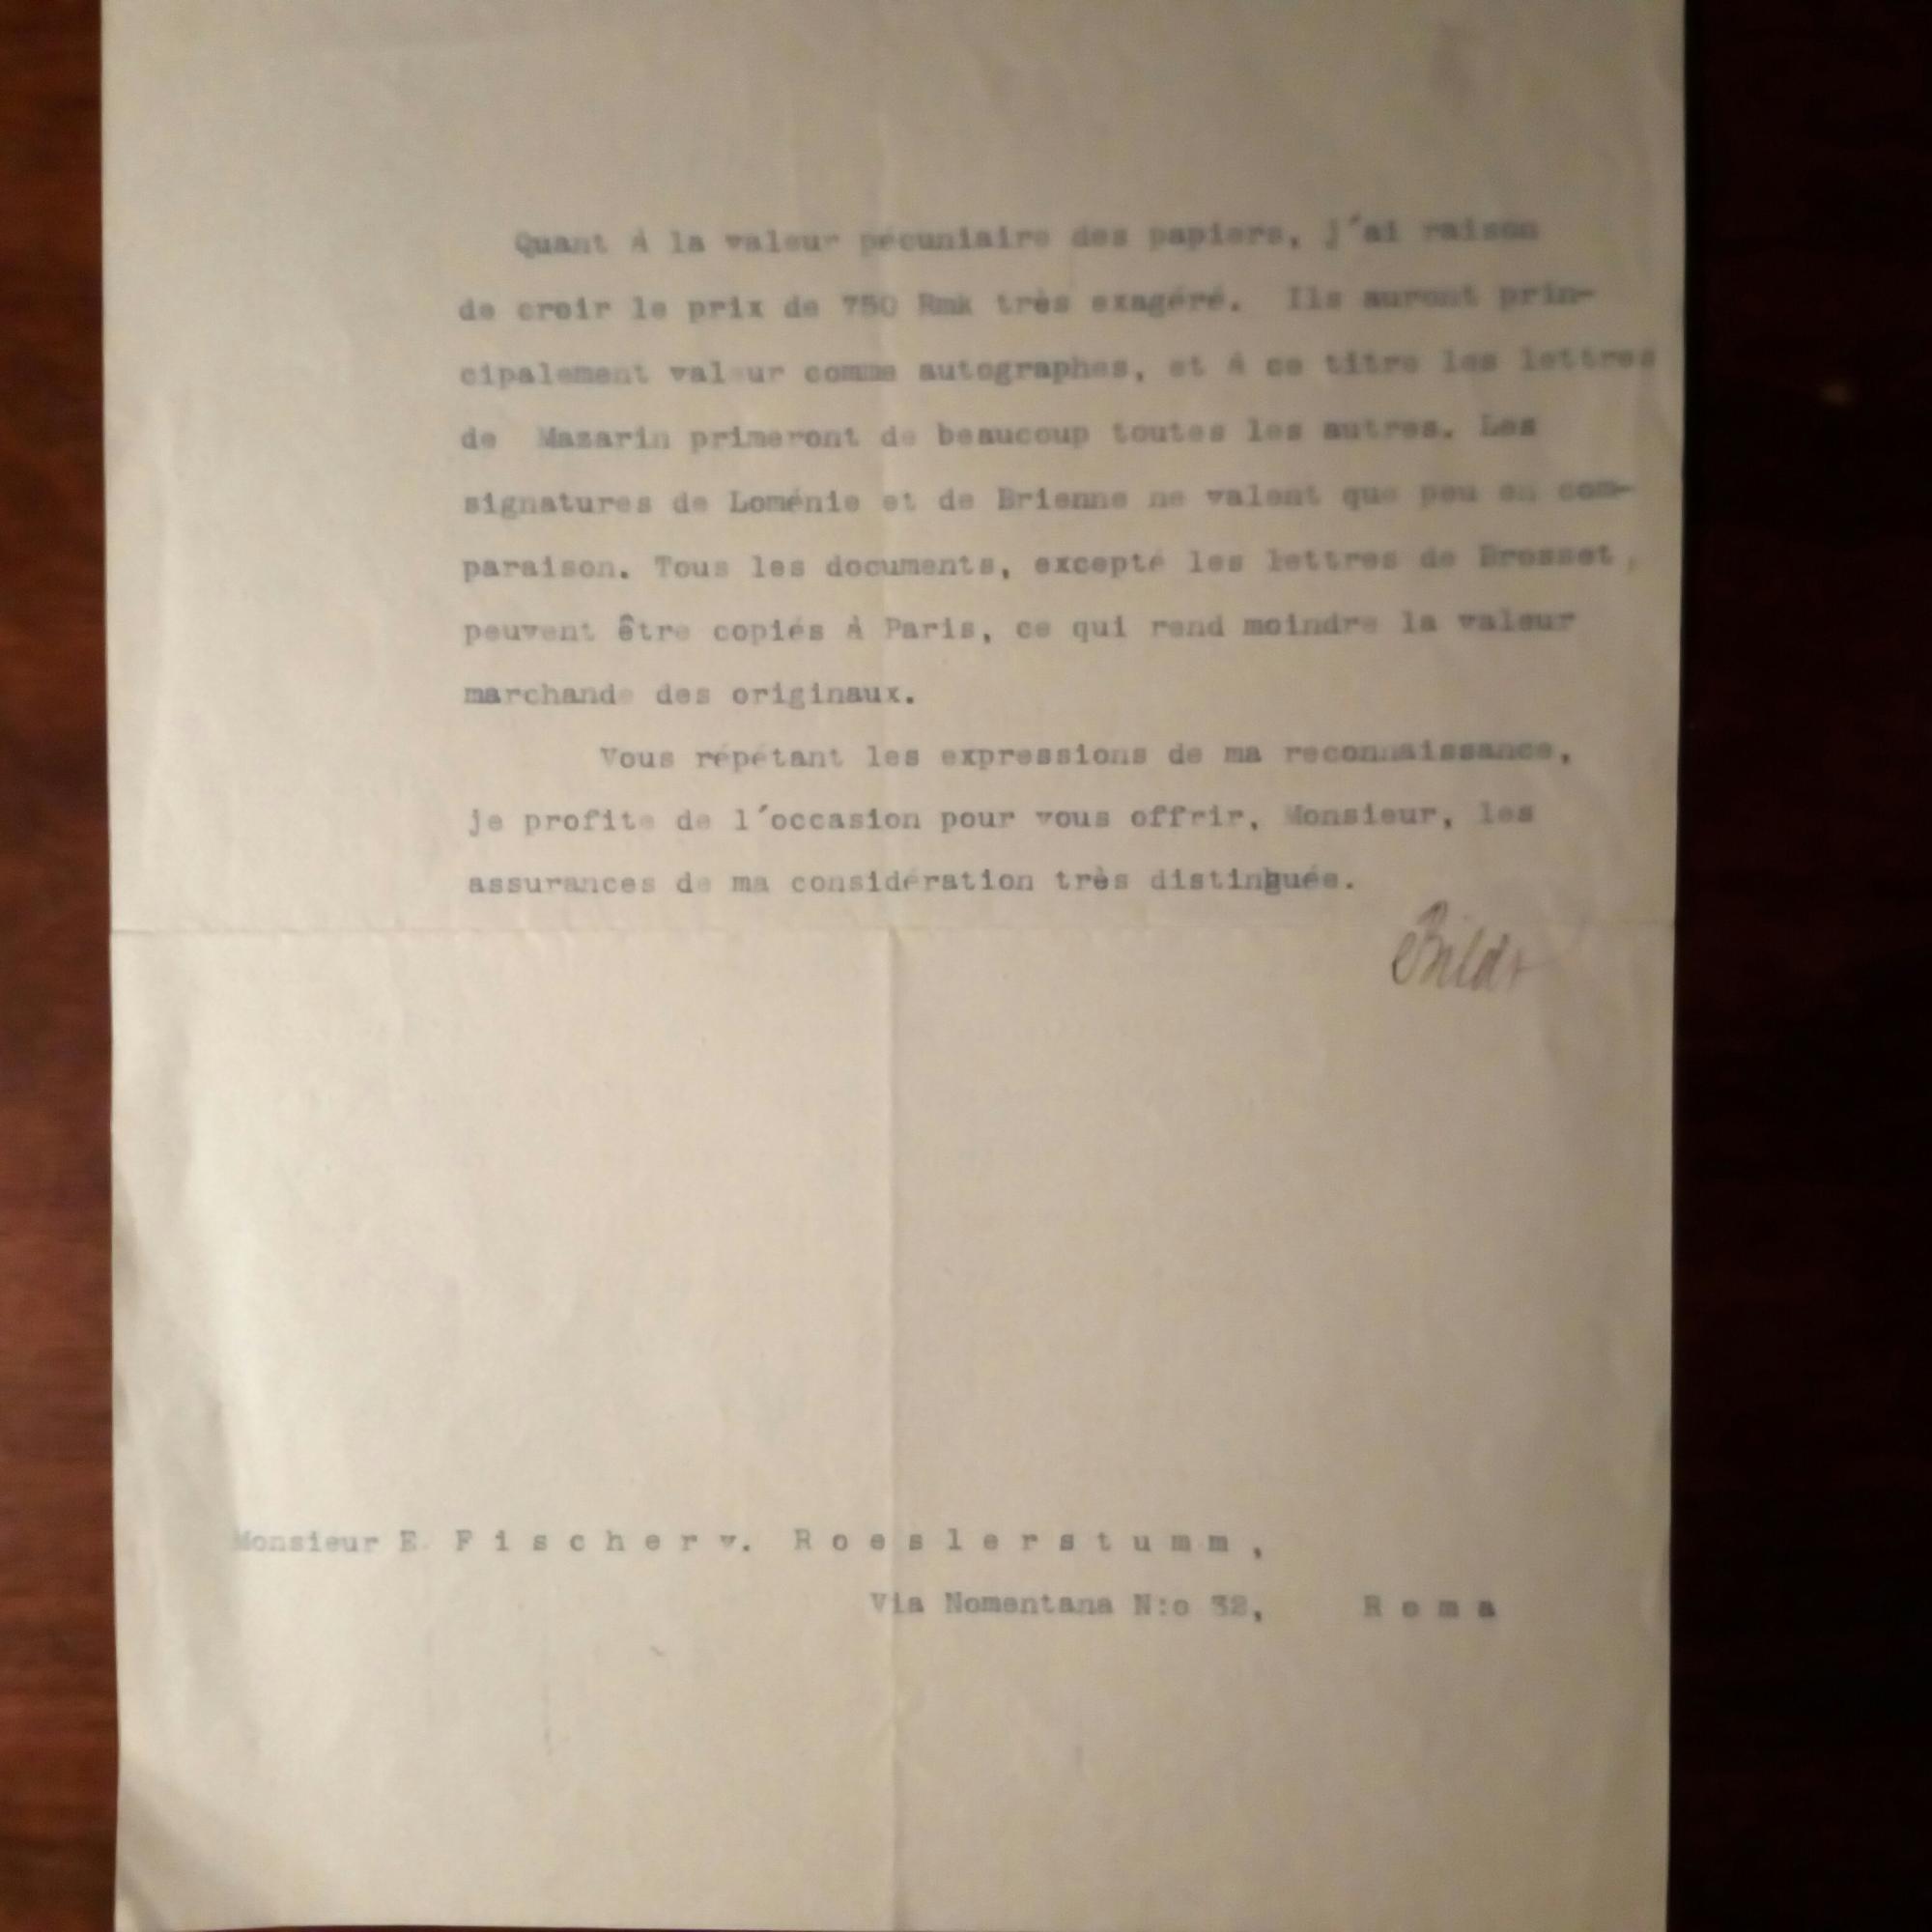 Quant à la valeur pécuniaire des papiers, j´ai raison
de croir le prix de 750 Rmk très exagéré. Ils auront prin-
cipalement valeur comme autographes, et à ce titre les lettres
de Mazarin primeront de beaucoup toutes les autres. Les
signatures de Loménie et de Brienne ne valent que peu en com-
paraison. Tous les documents, excepté les lettres de Brosset,
peuvent être copiés à Paris, ce qui rend moindre la valeur
marchande des originaux.
Vous répétant les expressions de ma reconnaissance,
je profite de l´occasion pour vous offrir, Monsieur, les
assurances de ma considération très distinguée.
Bildt
Monsieur E. Fischer v. Roeslerstumm,
Via Nomentana N:o 32, Roma